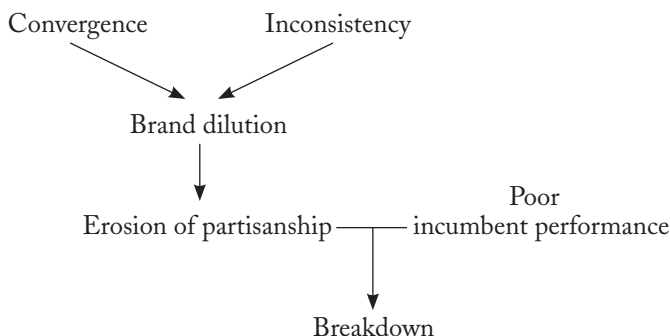 Convergence
Inconsistency
Brand dilution
Erosion of partisanship
Poor
incumbent performance
Breakdown